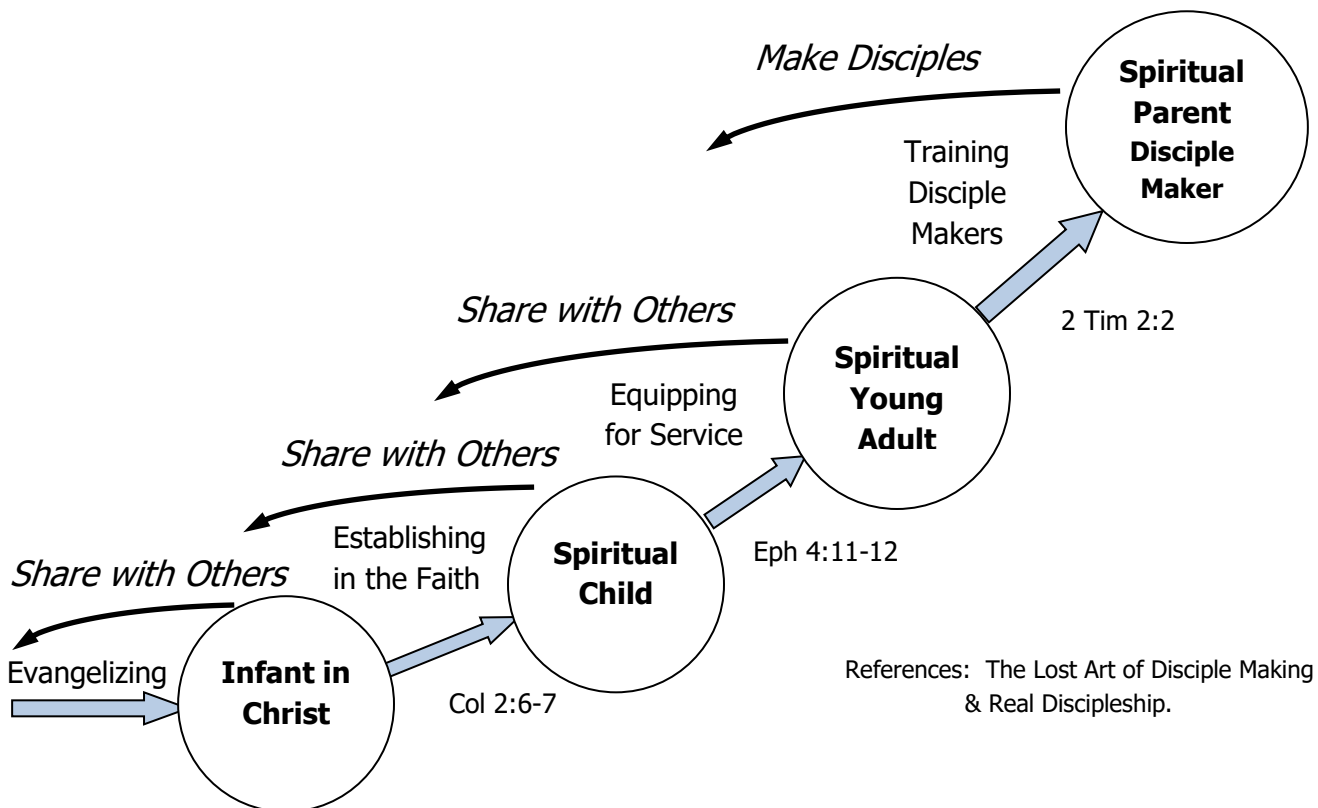 Make Disciples
Spiritual
Parent
Disciple
Maker
Training
Disciple
Makers
2 Tim 2:2
Share with Others
Spiritual
Young
Adult
Equipping
for Service
Eph 4:11-12
Share with Others
Spiritual
Child
Establishing
in the Faith
Col 2:6-7
Share with Others
Infant in
Christ
Evangelizing
References:  The Lost Art of Disciple Making
& Real Discipleship.